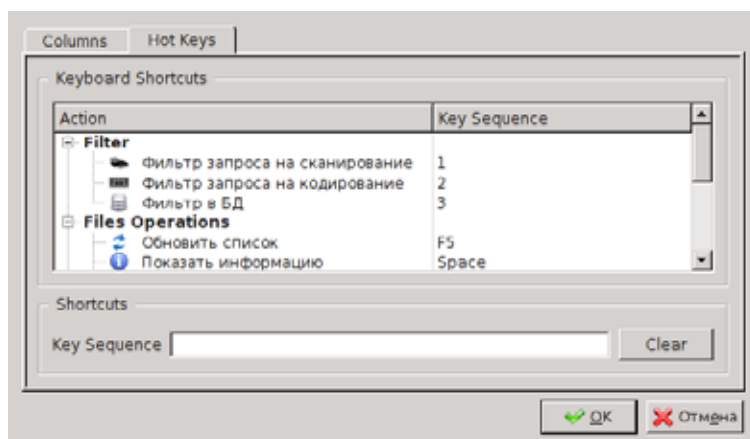 Columns Hot Keys
Keyboard Shortcuts
Action Key Sequence
Filter
Фильтр запроса на сканирование 1
Фильтр запроса на кодирование 2
Фильтр в БД 3
Files Operations
Обновить список F5
Показать информацию Space
Shortcuts
Key Sequence Clear
OK Отмена